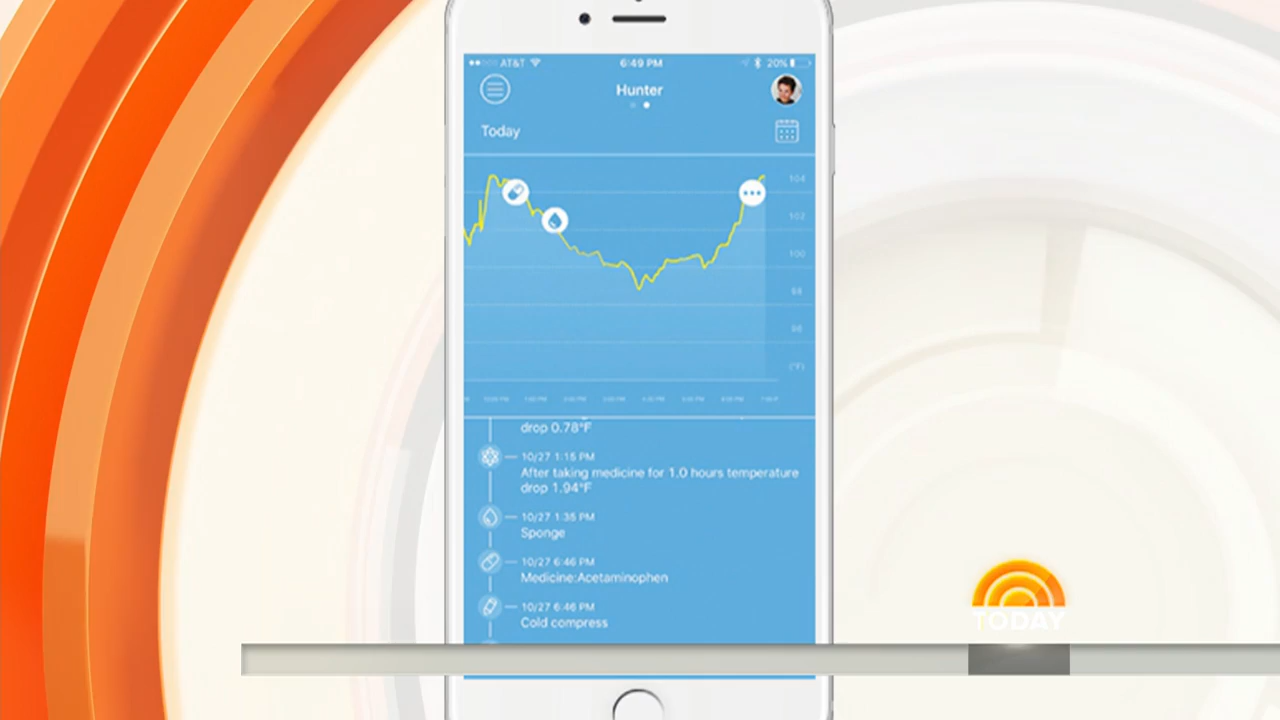 AT&T
6:49 PM
20%
Hunter
Today
104
102
100
98
96
(°F)
drop 0.78°F
10/27 1:15 PM
After taking medicine for 1.0 hours temperature
drop 1.94°F
10/27 1:35 PM
Sponge
10/27 6:46 PM
Medicine:Acetaminophen
10/27 6:46 PM
Cold compress
TODAY